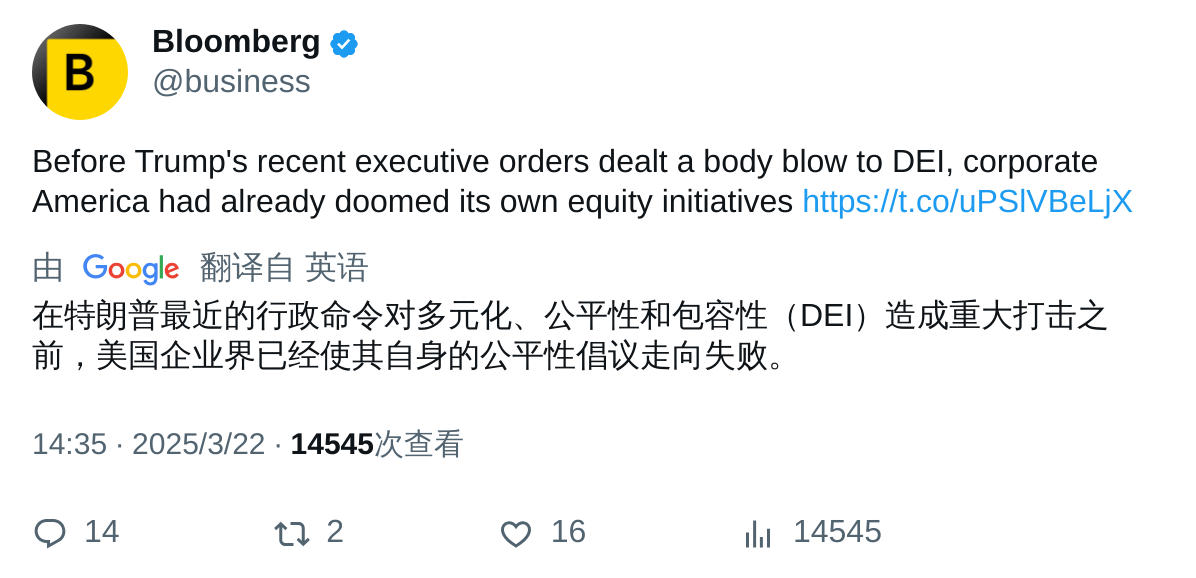 B
Bloomberg
@business
Before Trump's recent executive orders dealt a body blow to DEI, corporate
America had already doomed its own equity initiatives https://t.co/uPSlVBeLjX
由 Google 翻译自 英语
在特朗普最近的行政命令对多元化、公平性和包容性（DEI）造成重大打击之
前，美国企业界已经使其自身的公平性倡议走向失败。
14:35 · 2025/3/22 · 14545次查看
14 2 16 14545